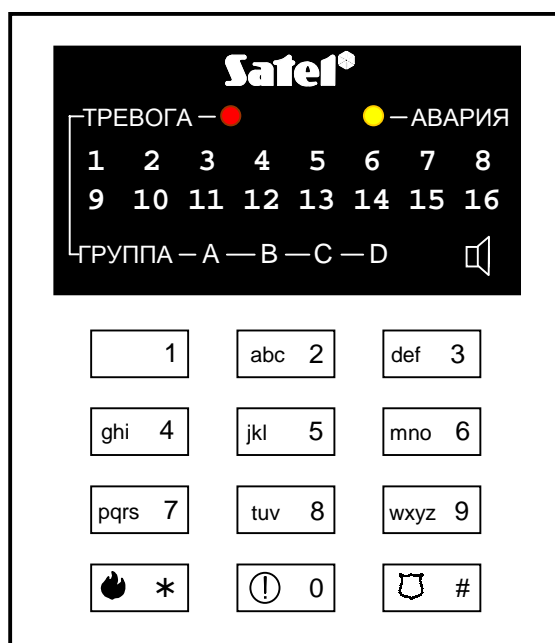 Satel®
ТРЕВОГА АВАРИЯ
1 2 3 4 5 6 7 8
9 10 11 12 13 14 15 16
ГРУППА – A — B — C — D
1 abc 2 def 3
ghi 4 jkl 5 mno 6
pqrs 7 tuv 8 wxyz 9
* 0 #